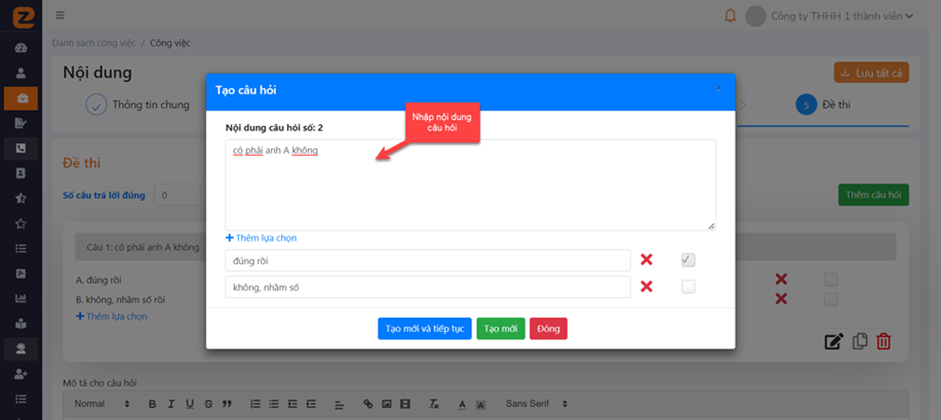 Công ty THHH 1 thành viên
Danh sách công việc / Công việc
Nội dung
Lưu tất cả
Thông tin chung
5 Đề thi
Tạo câu hỏi
×
Nội dung câu hỏi số: 2
Nhập nội dung
câu hỏi
có phải anh A không
Thêm lựa chọn
đúng rồi
không, nhầm số
Tạo mới và tiếp tục
Tạo mới
Đóng
Đề thi
Số câu trả lời đúng 0
Thêm câu hỏi
Câu 1: có phải anh A không
A. đúng rồi
B. không, nhầm số rồi
Thêm lựa chọn
Mô tả cho câu hỏi
Normal B I U S Sans Serif